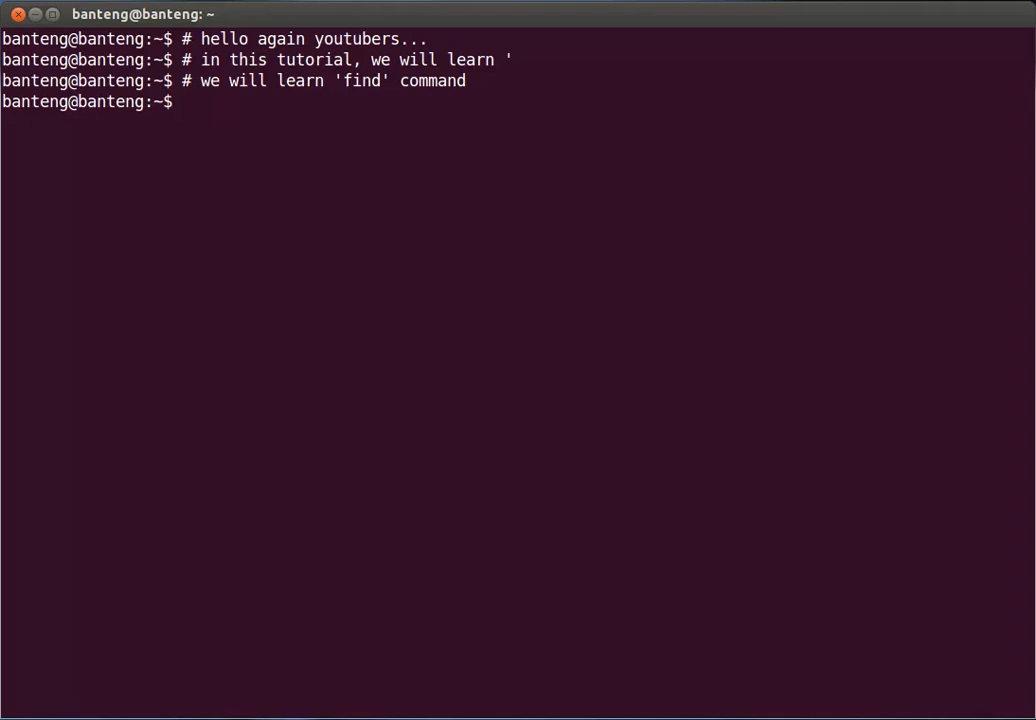 banteng@banteng: ~
banteng@banteng:~$ # hello again youtubers...
banteng@banteng:~$ # in this tutorial, we will learn '
banteng@banteng:~$ # we will learn 'find' command
banteng@banteng:~$